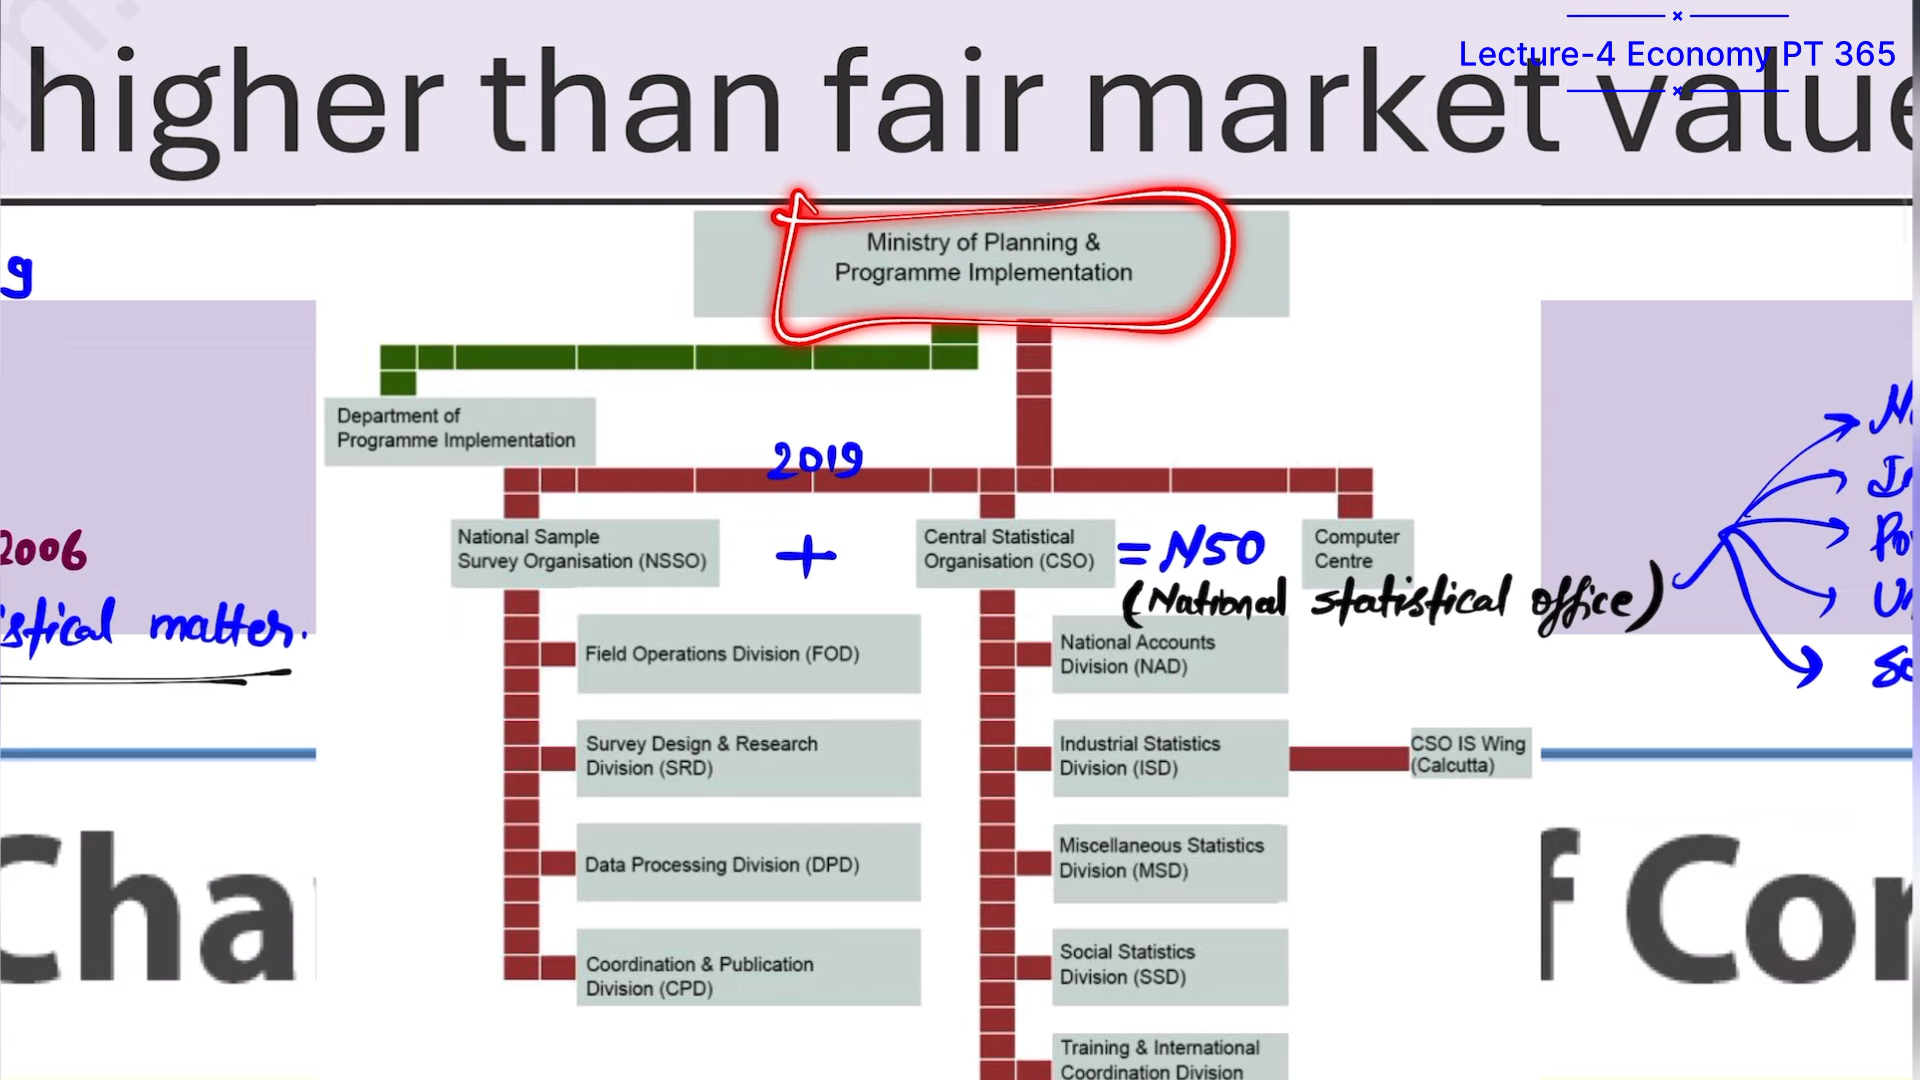 Lecture-4 Economy PT 365
higher than fair market value
Ministry of Planning &
Programme Implementation
g
Department of
Programme Implementation
2019
National Sample
Survey Organisation (NSSO)
+
Central Statistical
Organisation (CSO)
= NSO
(National statistical office)
Computer
Centre
2006
matter.
Field Operations Division (FOD)
National Accounts
Division (NAD)
Survey Design & Research
Division (SRD)
Industrial Statistics
Division (ISD)
CSO IS Wing
(Calcutta)
Data Processing Division (DPD)
Miscellaneous Statistics
Division (MSD)
Coordination & Publication
Division (CPD)
Social Statistics
Division (SSD)
Training & International
Coordination Division
Cha
f Cor